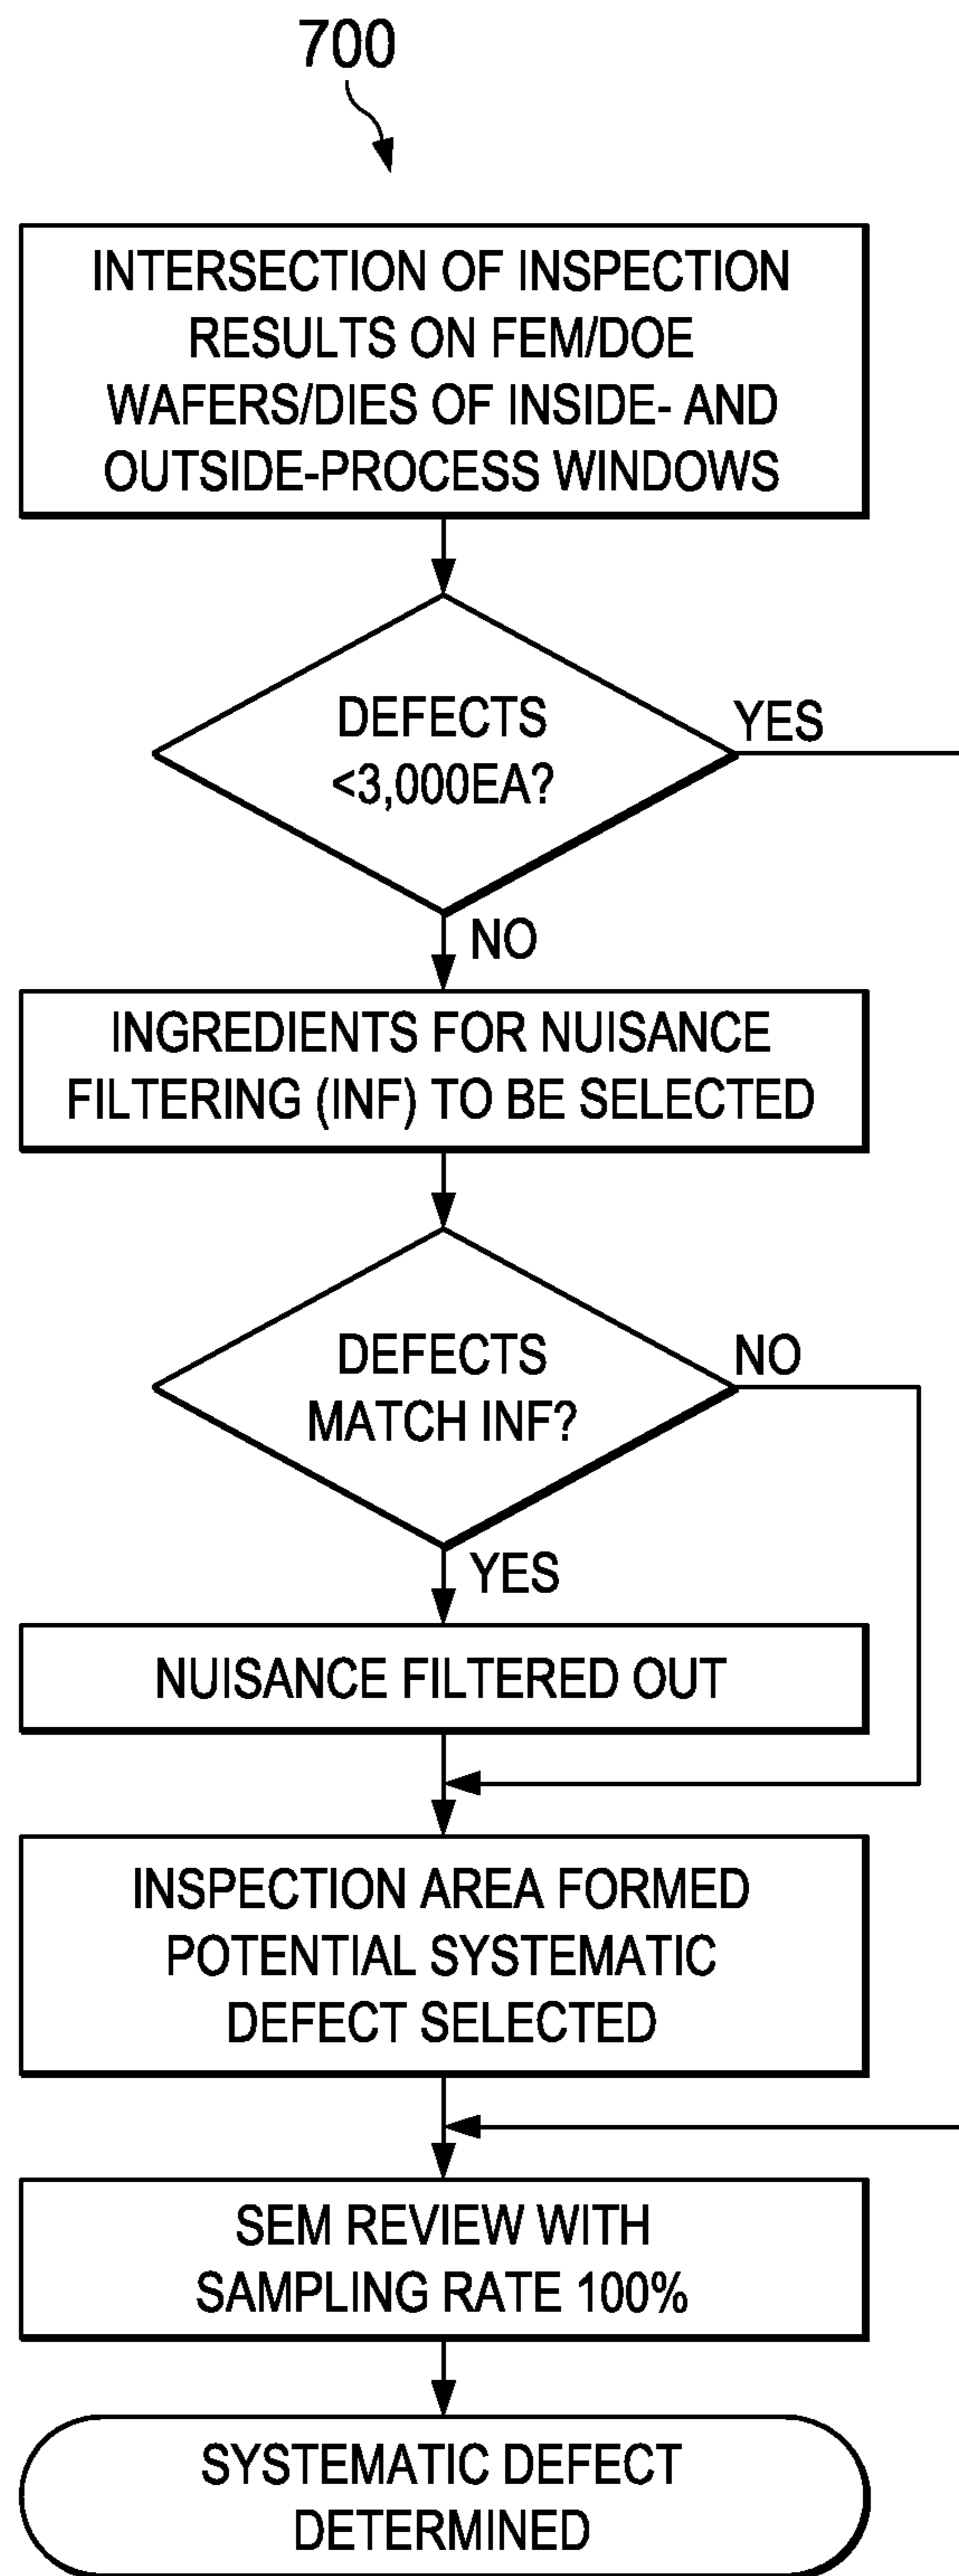 700
INTERSECTION OF INSPECTION
RESULTS ON FEM/DOE
WAFERS/DIES OF INSIDE- AND
OUTSIDE-PROCESS WINDOWS
DEFECTS
<3,000EA?
YES
NO
INGREDIENTS FOR NUISANCE
FILTERING (INF) TO BE SELECTED
DEFECTS
MATCH INF?
NO
YES
NUISANCE FILTERED OUT
INSPECTION AREA FORMED
POTENTIAL SYSTEMATIC
DEFECT SELECTED
SEM REVIEW WITH
SAMPLING RATE 100%
SYSTEMATIC DEFECT
DETERMINED